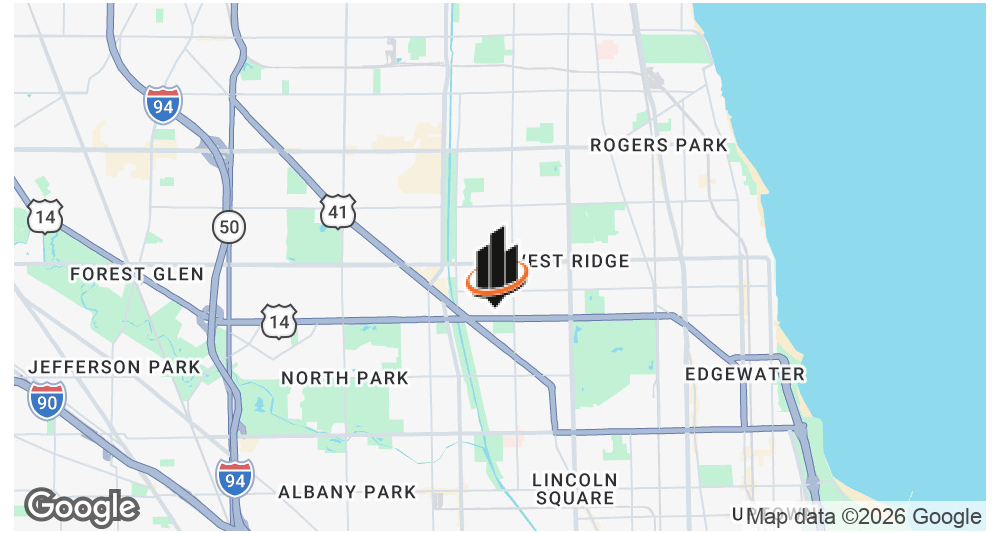 94
ROGERS PARK
14
41
50
WEST RIDGE
FOREST GLEN
14
JEFFERSON PARK
NORTH PARK
EDGEWATER
90
94
ALBANY PARK
LINCOLN
SQUARE
Google
Map data ©2026 Google